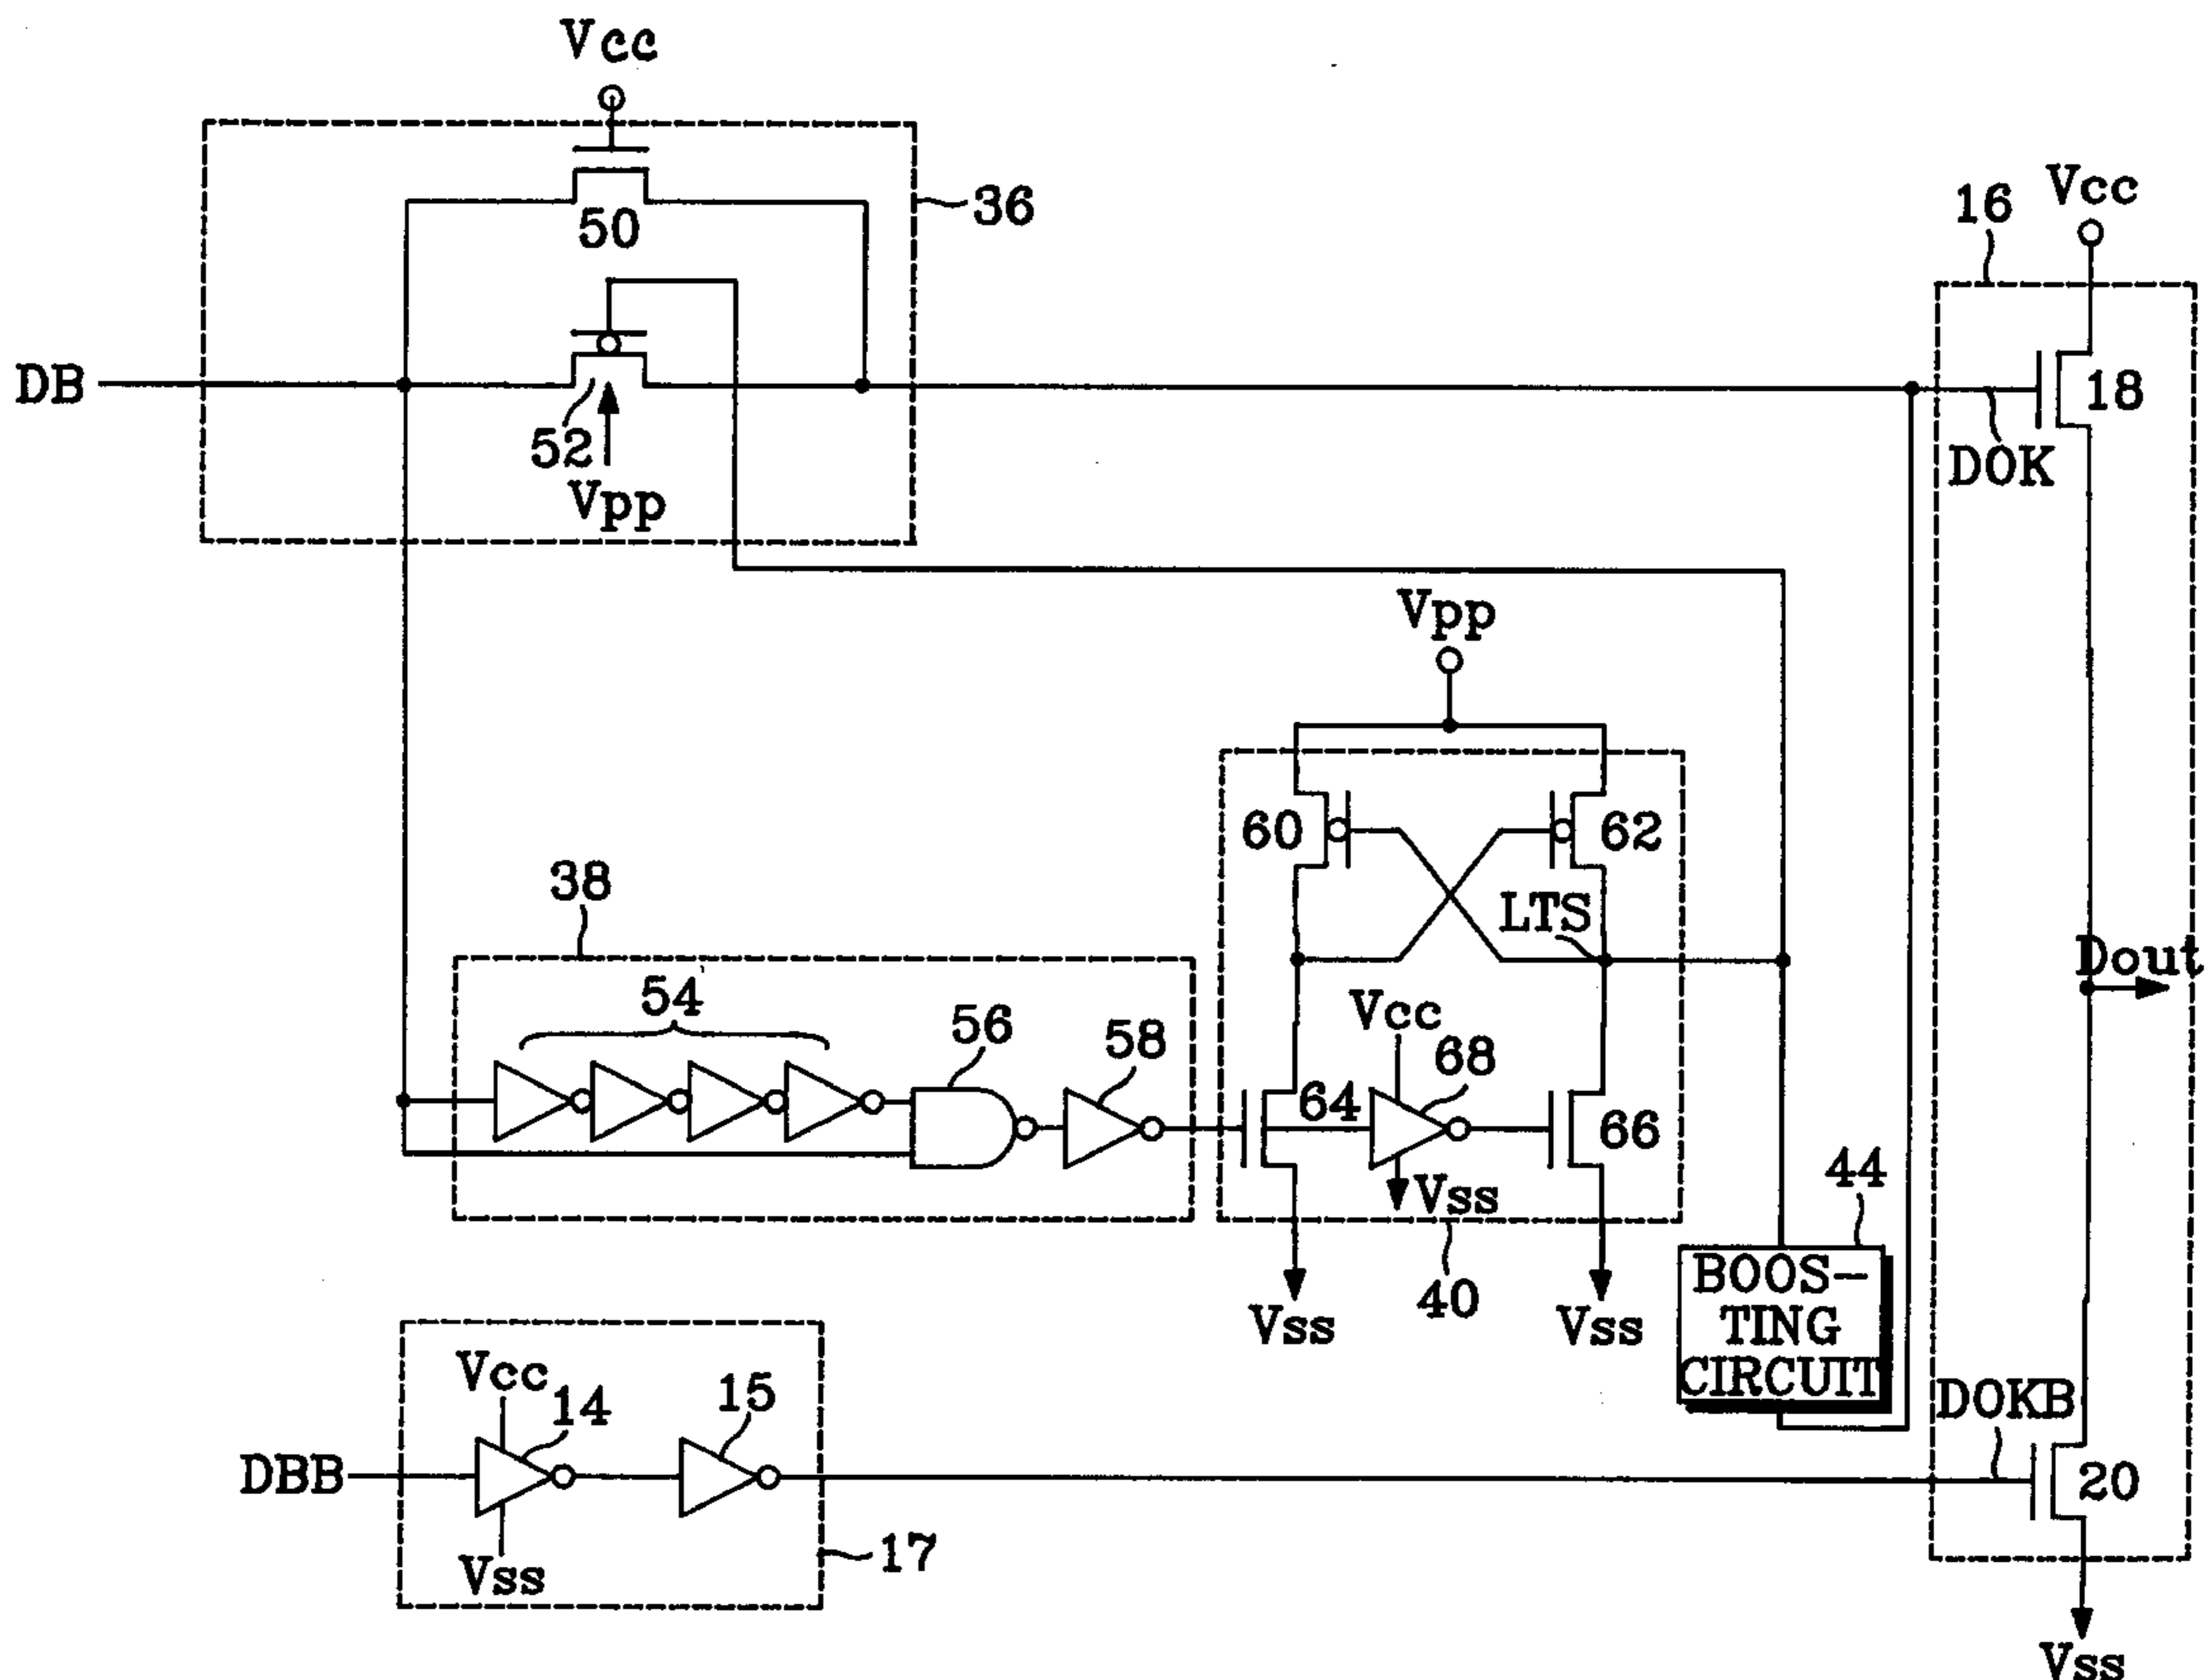 Vcc
36
50
16
Vcc
DB
52
Vpp
18
DOK
Vpp
60
62
38
LTS
54
Dout
56
58
Vcc
68
64
66
Vss
44
Vss
40
Vss
BOOS-
TING
CIRCUIT
Vcc
14
15
DOKB
DBB
20
17
Vss
Vss